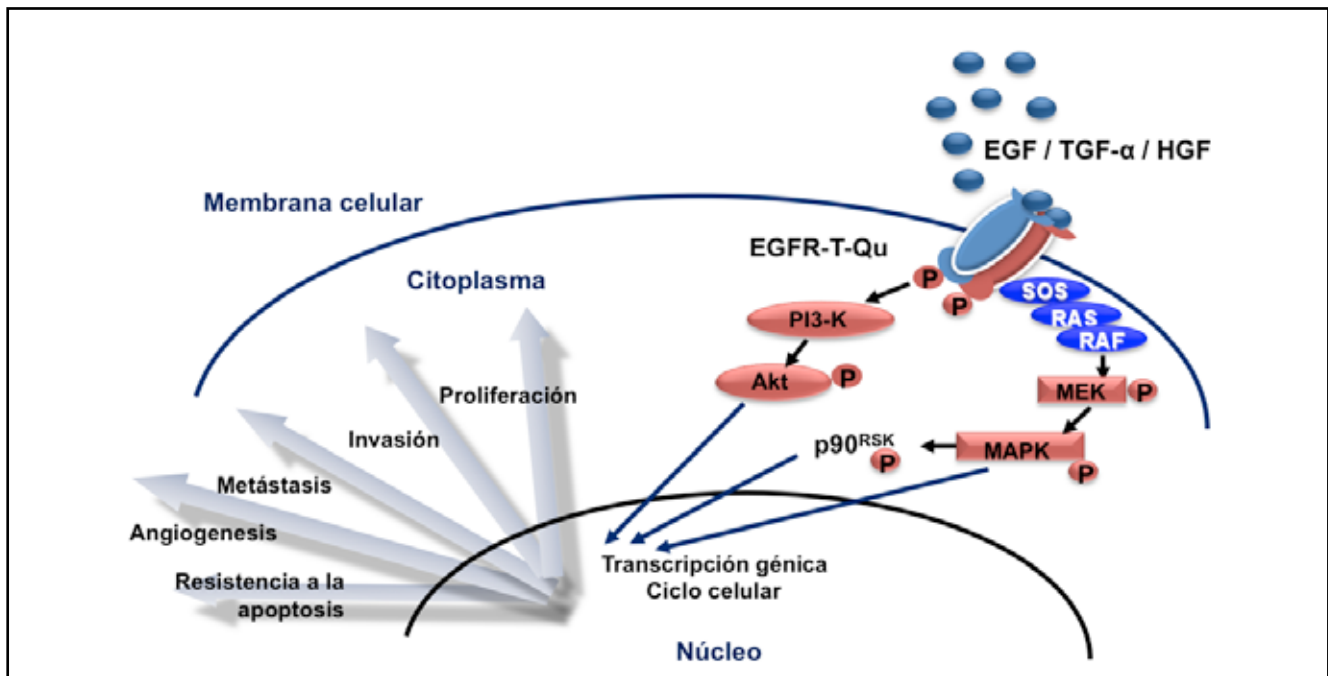 EGF / TGF-α / HGF
Membrana celular
EGFR-T-Qu
Citoplasma
P
P
SOS
RAS
RAF
PI3-K
Akt
P
MEK
P
Proliferación
Invasión
p90RSK
P
MAPK
P
Metástasis
Angiogenesis
Resistencia a la
apoptosis
Transcripción génica
Ciclo celular
Núcleo